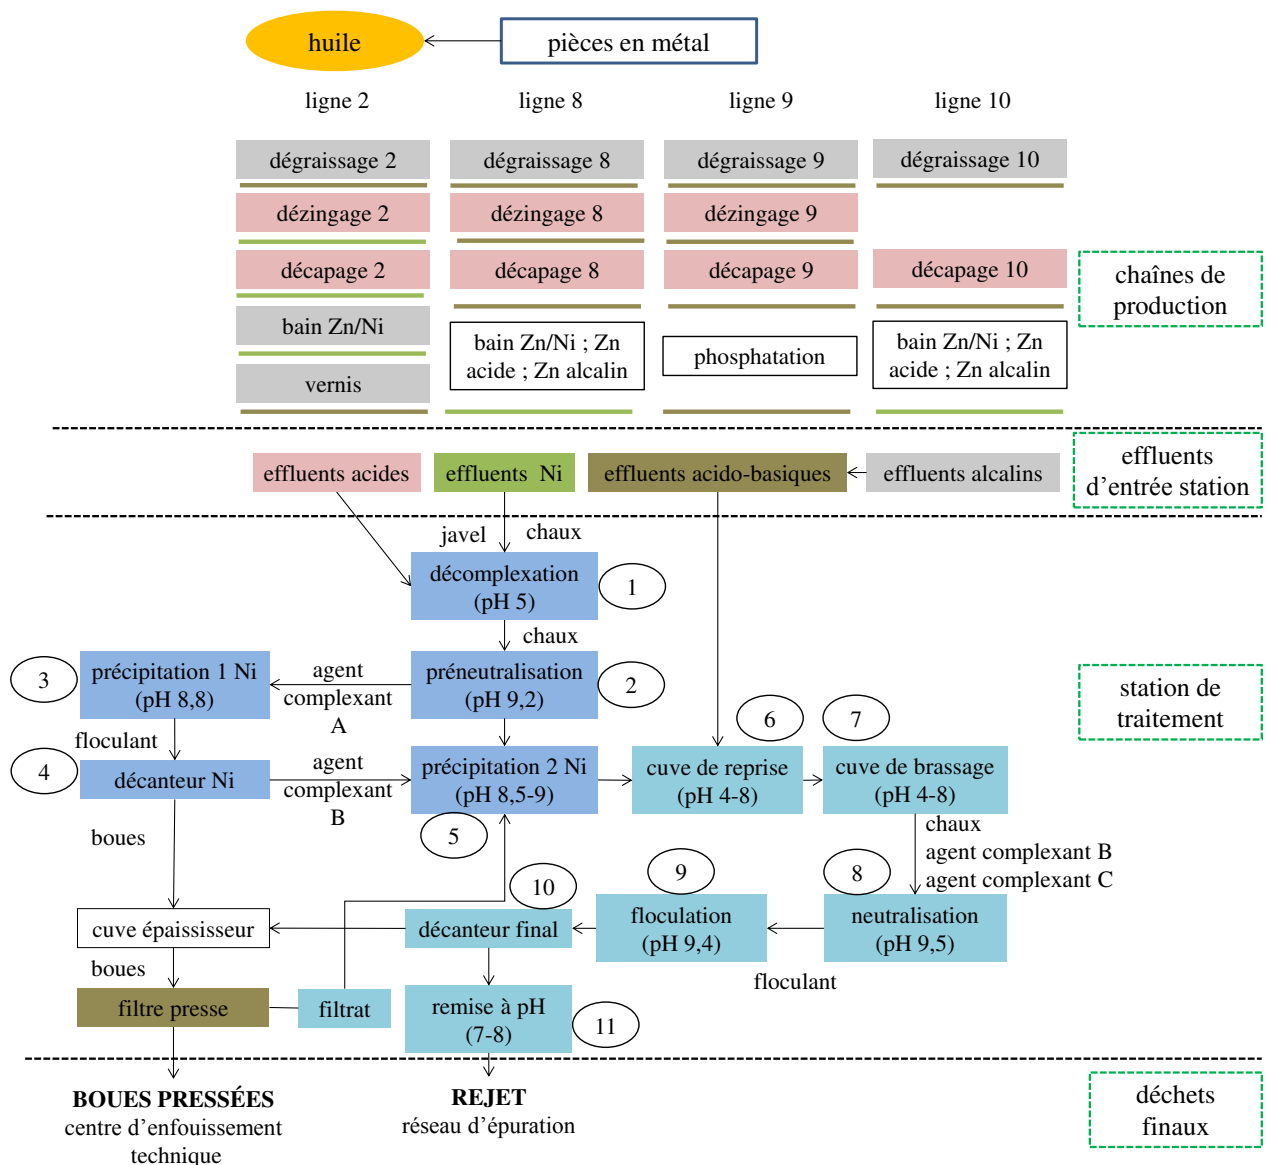 huile
pièces en métal
ligne 2
ligne 8
ligne 9
ligne 10
dégraissage 2
dégraissage 8
dégraissage 9
dégraissage 10
dézingage 2
dézingage 8
dézingage 9
décapage 2
décapage 8
décapage 9
décapage 10
chaînes de
production
bain Zn/Ni
bain Zn/Ni ; Zn
acide ; Zn alcalin
phosphatation
bain Zn/Ni ; Zn
acide ; Zn alcalin
vernis
effluents acides
effluents Ni
effluents acido-basiques
effluents alcalins
effluents
d'entrée station
javel
chaux
décomplexation
(pH 5)
1
chaux
précipitation 1 Ni
(pH 8,8)
3
agent
complexant
A
préneutralisation
(pH 9,2)
2
station de
traitement
floculant
6
7
4
décanteur Ni
agent
complexant
B
précipitation 2 Ni
(pH 8,5-9)
cuve de reprise
(pH 4-8)
cuve de brassage
(pH 4-8)
5
boues
chaux
agent complexant B
agent complexant C
10
9
8
cuve épaississeur
décanteur final
floculation
(pH 9,4)
neutralisation
(pH 9,5)
boues
floculant
filtre presse
filtrat
remise à pH
(7-8)
11
BOUES PRESSÉES
centre d'enfouissement
technique
REJET
réseau d'épuration
déchets
finaux